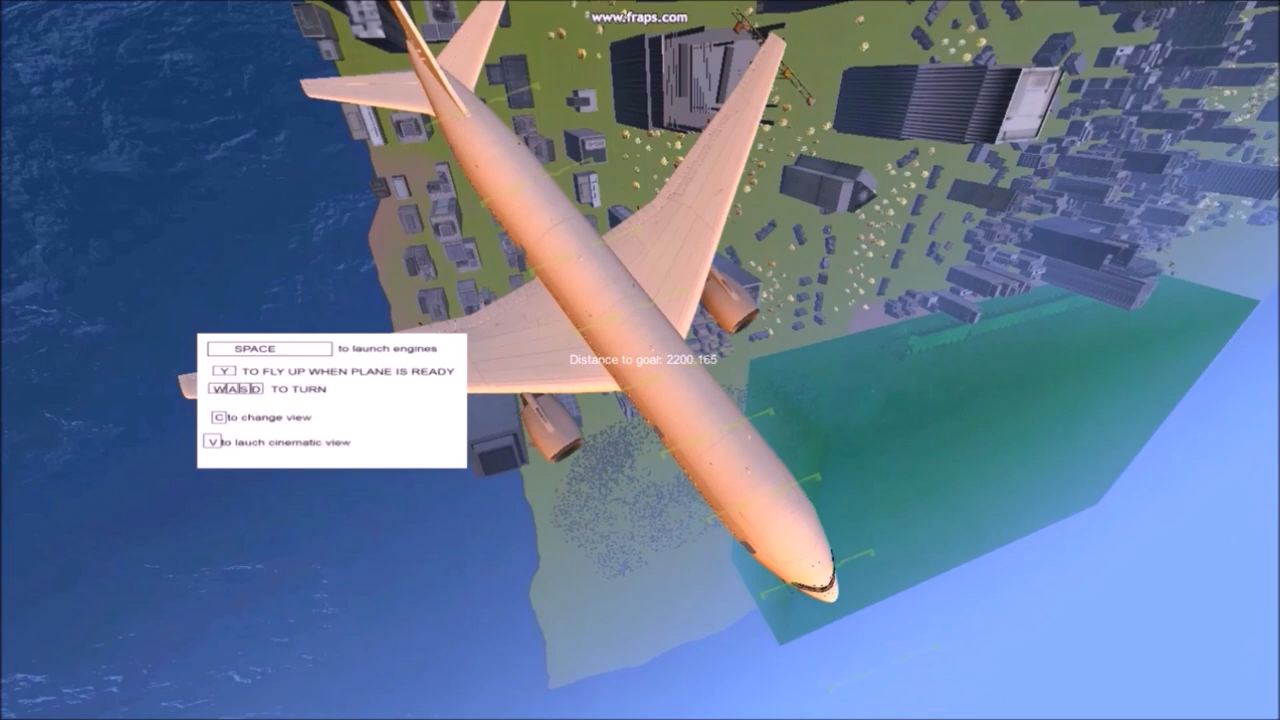 www.fraps.com
SPACE to launch engines
Y TO FLY UP WHEN PLANE IS READY
W A S D TO TURN
C to change view
V to lauch cinematic view
Distance to goal: 2200.165